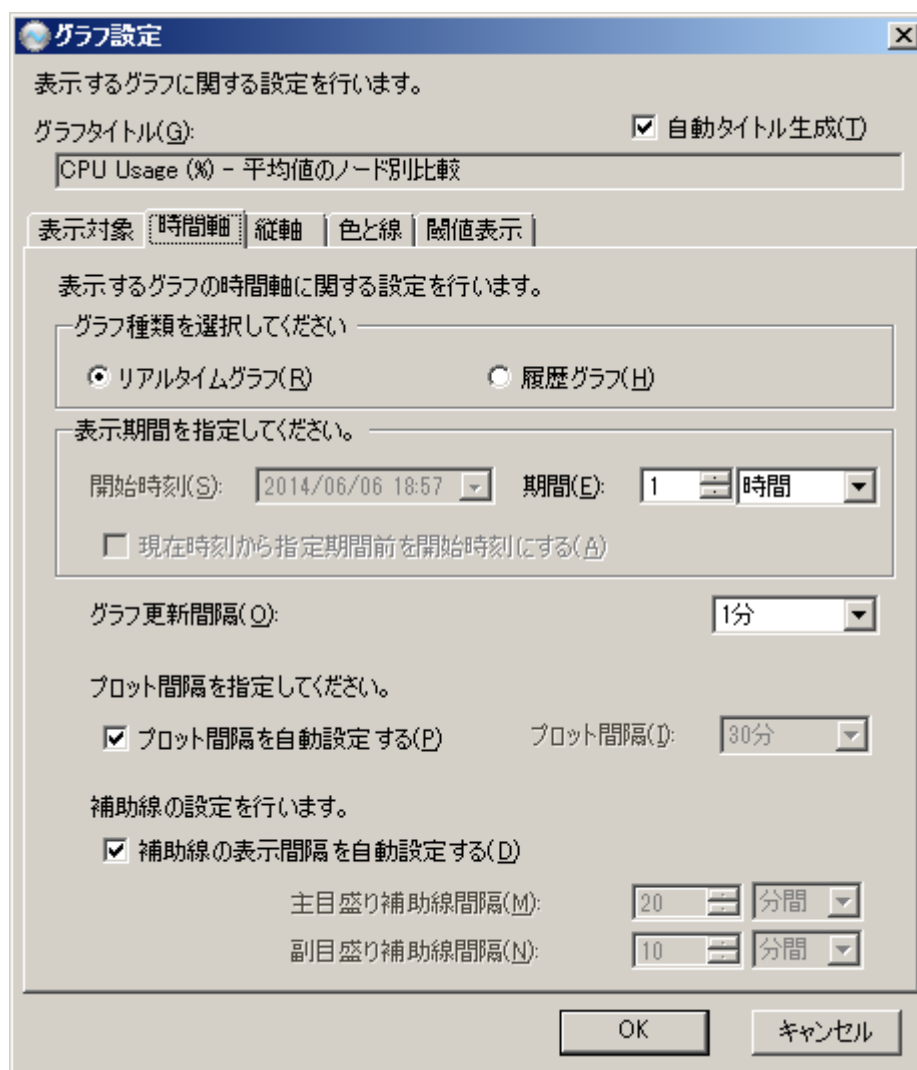 グラフ設定
表示するグラフに関する設定を行います。
グラフタイトル(G): 自動タイトル生成(T)
CPU Usage (%) - 平均値のノード別比較
表示対象 時間軸 縦軸 色と線 閾値表示
表示するグラフの時間軸に関する設定を行います。
グラフ種類を選択してください
リアルタイムグラフ(R) 履歴グラフ(H)
表示期間を指定してください。
開始時刻(S): 2014/06/06 18:57 期間(E): 1 時間
現在時刻から指定期間前を開始時刻にする(A)
グラフ更新間隔(O): 1分
プロット間隔を指定してください。
プロット間隔を自動設定する(P) プロット間隔(I): 30分
補助線の設定を行います。
補助線の表示間隔を自動設定する(D)
主目盛り補助線間隔(M): 20 分間
副目盛り補助線間隔(N): 10 分間
OK キャンセル